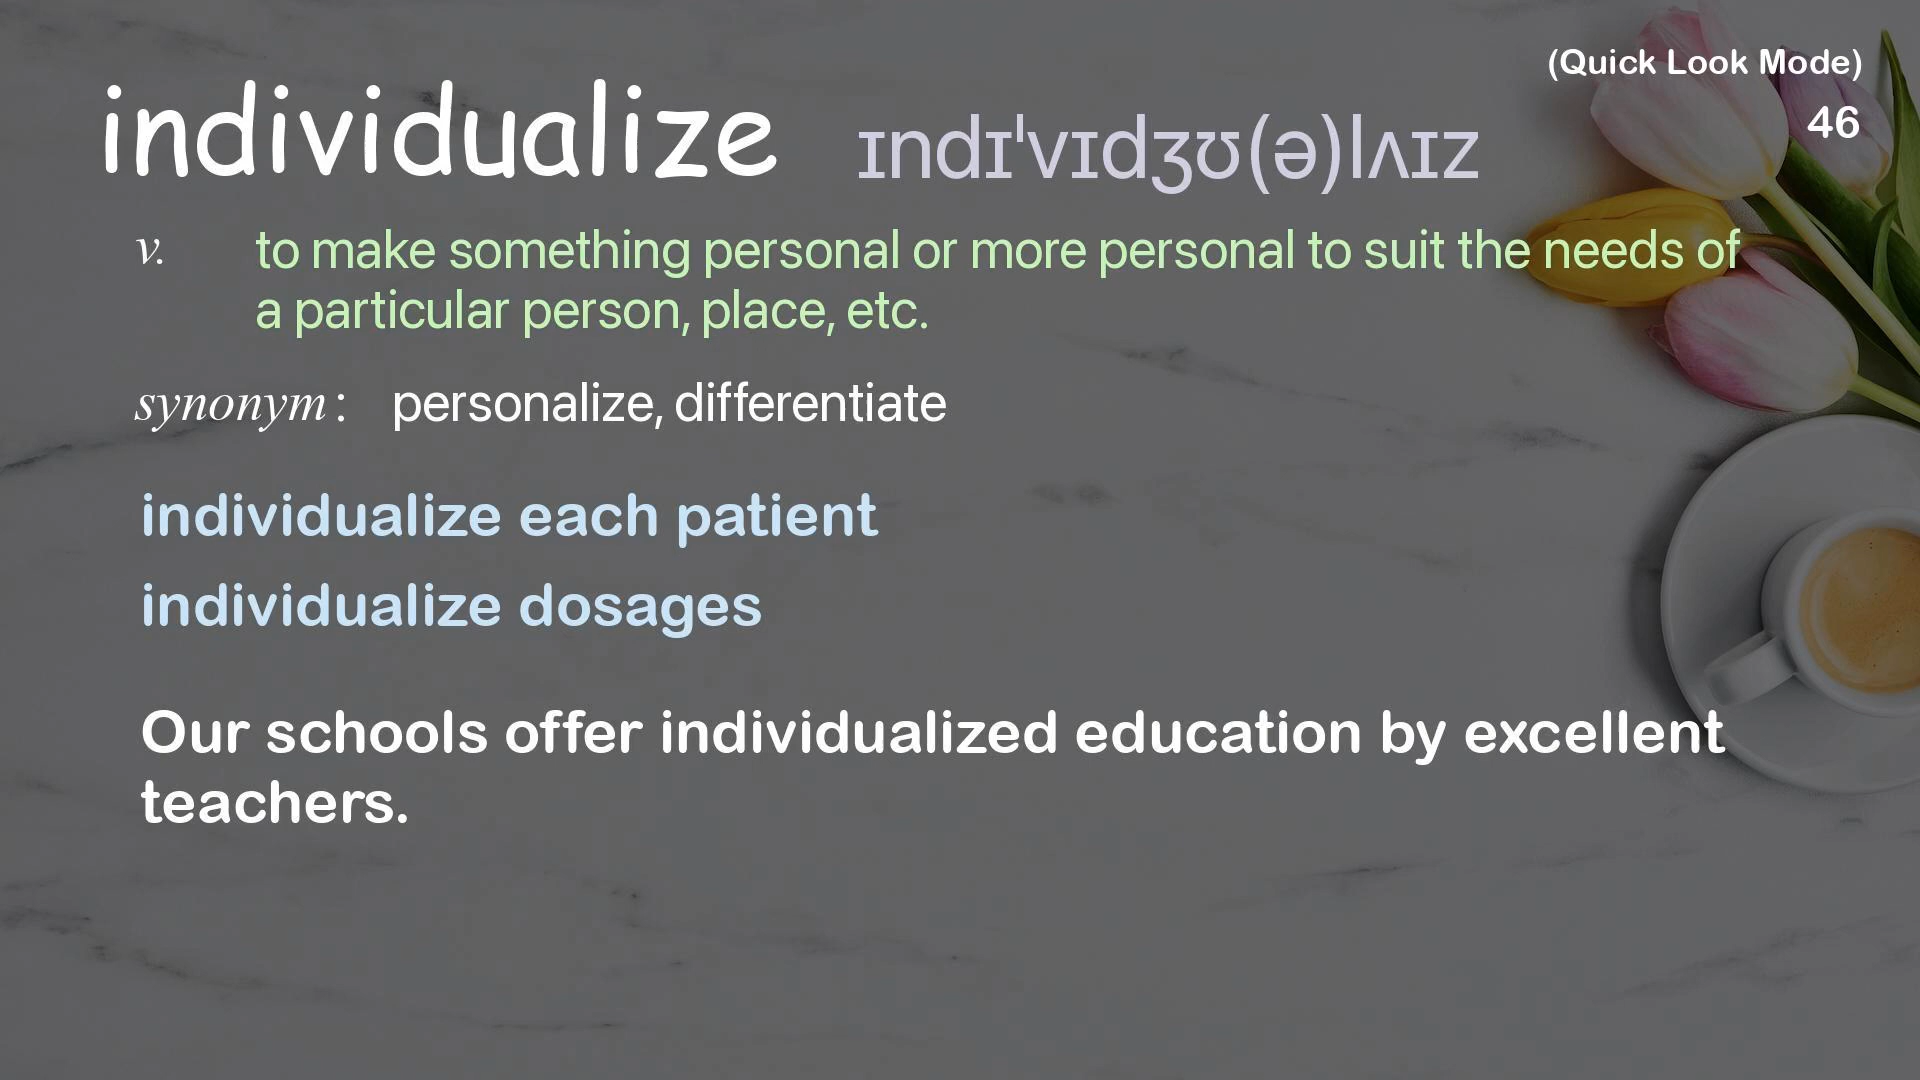 (Quick Look Mode)
46
individualize ɪndɪˈvɪdʒʊ(ə)lʌɪz
v. to make something personal or more personal to suit the needs of
a particular person, place, etc.
synonym : personalize, differentiate
individualize each patient
individualize dosages
Our schools offer individualized education by excellent
teachers.